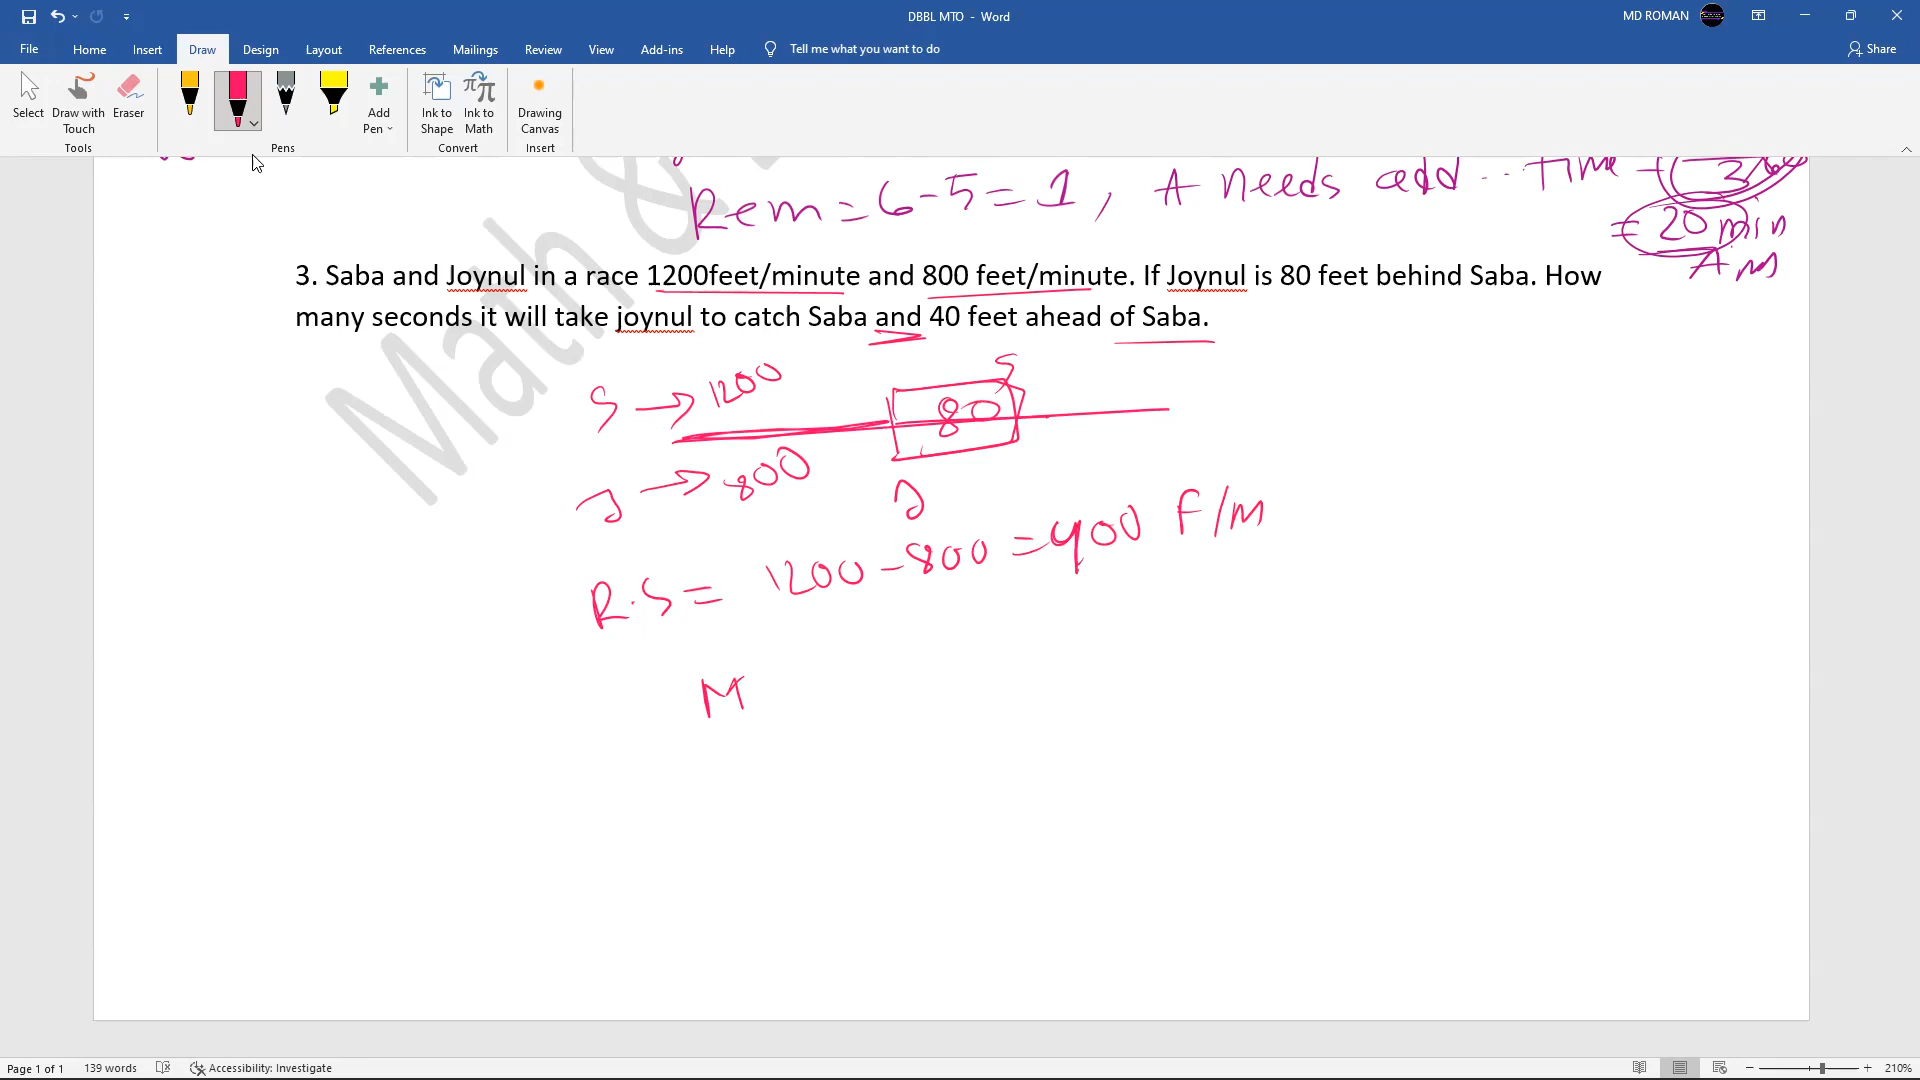 DBBL MTO - Word
MD ROMAN
File Home Insert Draw Design Layout References Mailings Review View Add-ins Help Tell me what you want to do Share
Select
Draw with Touch
Eraser
Add Pen
Ink to Shape
Ink to Math
Drawing Canvas
Tools Pens Convert Insert
Rem = 6 - 5 = 1, A needs add .. Time
= 20 min
Ans
3. Saba and Joynul in a race 1200feet/minute and 800 feet/minute. If Joynul is 80 feet behind Saba. How
many seconds it will take joynul to catch Saba and 40 feet ahead of Saba.
S → 1200
S
80
J → 800
J
R.S = 1200 - 800 = 400 F/M
M
Page 1 of 1 139 words Accessibility: Investigate 210%